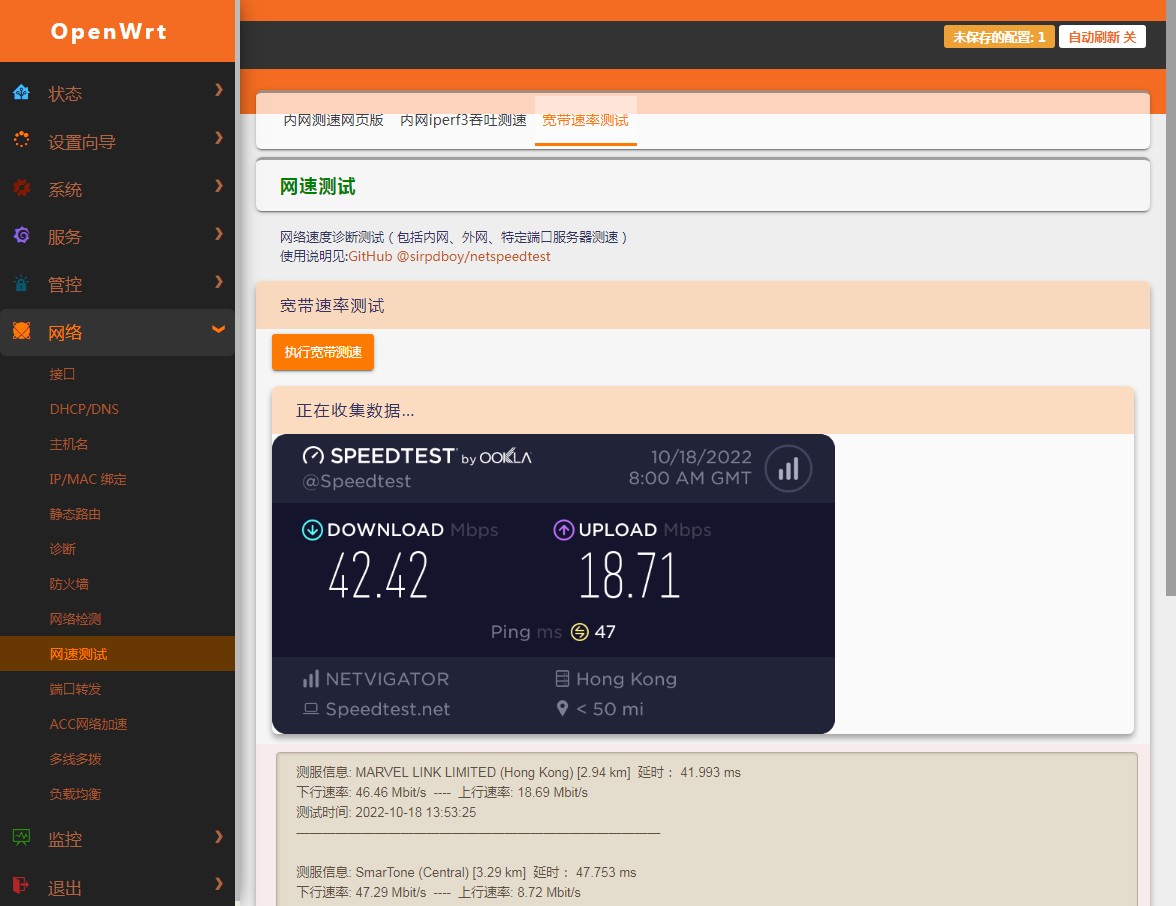 OpenWrt
未保存的配置: 1
自动刷新 关
状态
设置向导
系统
服务
管控
网络
接口
DHCP/DNS
主机名
IP/MAC 绑定
静态路由
诊断
防火墙
网络检测
网速测试
端口转发
ACC网络加速
多线多拨
负载均衡
监控
退出
内网测速网页版 内网iperf3吞吐测速 宽带速率测试
网速测试
网络速度诊断测试（包括内网、外网、特定端口服务器测速）
使用说明见:GitHub @sirpdboy/netspeedtest
宽带速率测试
执行宽带测速
正在收集数据...
SPEEDTEST by OOKLA
@Speedtest
10/18/2022
8:00 AM GMT
DOWNLOAD Mbps
42.42
UPLOAD Mbps
18.71
Ping ms 47
NETVIGATOR
Hong Kong
Speedtest.net
< 50 mi
测服信息: MARVEL LINK LIMITED (Hong Kong) [2.94 km] 延时： 41.993 ms
下行速率: 46.46 Mbit/s ---- 上行速率: 18.69 Mbit/s
测试时间: 2022-10-18 13:53:25
测服信息: SmarTone (Central) [3.29 km] 延时： 47.753 ms
下行速率: 47.29 Mbit/s ---- 上行速率: 8.72 Mbit/s